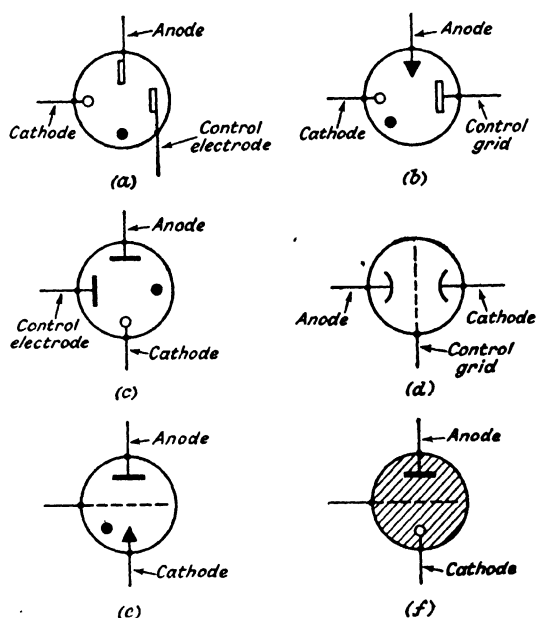 Anode
Cathode
Control
electrode
(a)
Anode
Cathode
Control
grid
(b)
Anode
Control
electrode
Cathode
(c)
Anode
Cathode
Control
grid
(d)
Anode
Cathode
(e)
Anode
Cathode
(f)